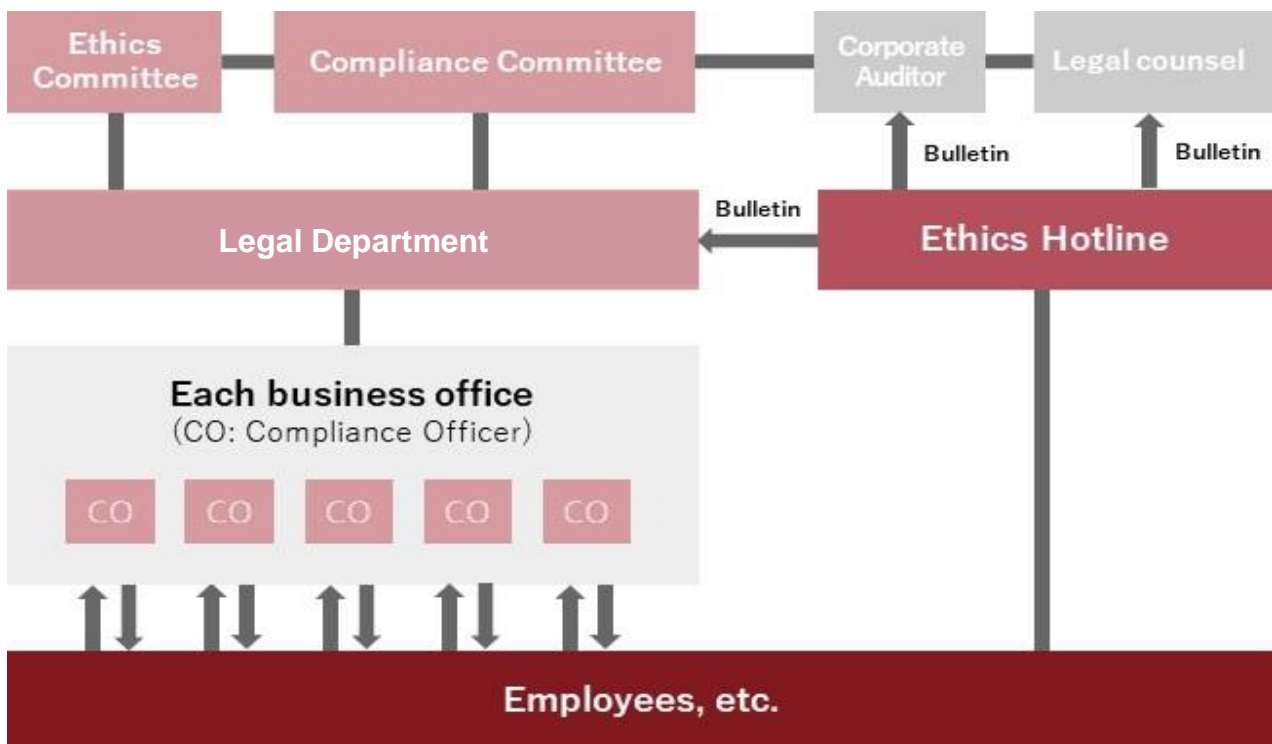 Ethics
Committee
Compliance Committee
Corporate
Auditor
Legal counsel
Bulletin
Bulletin
Bulletin
Legal Department
Ethics Hotline
Each business office
(CO: Compliance Officer)
CO
CO
CO
CO
CO
Employees, etc.